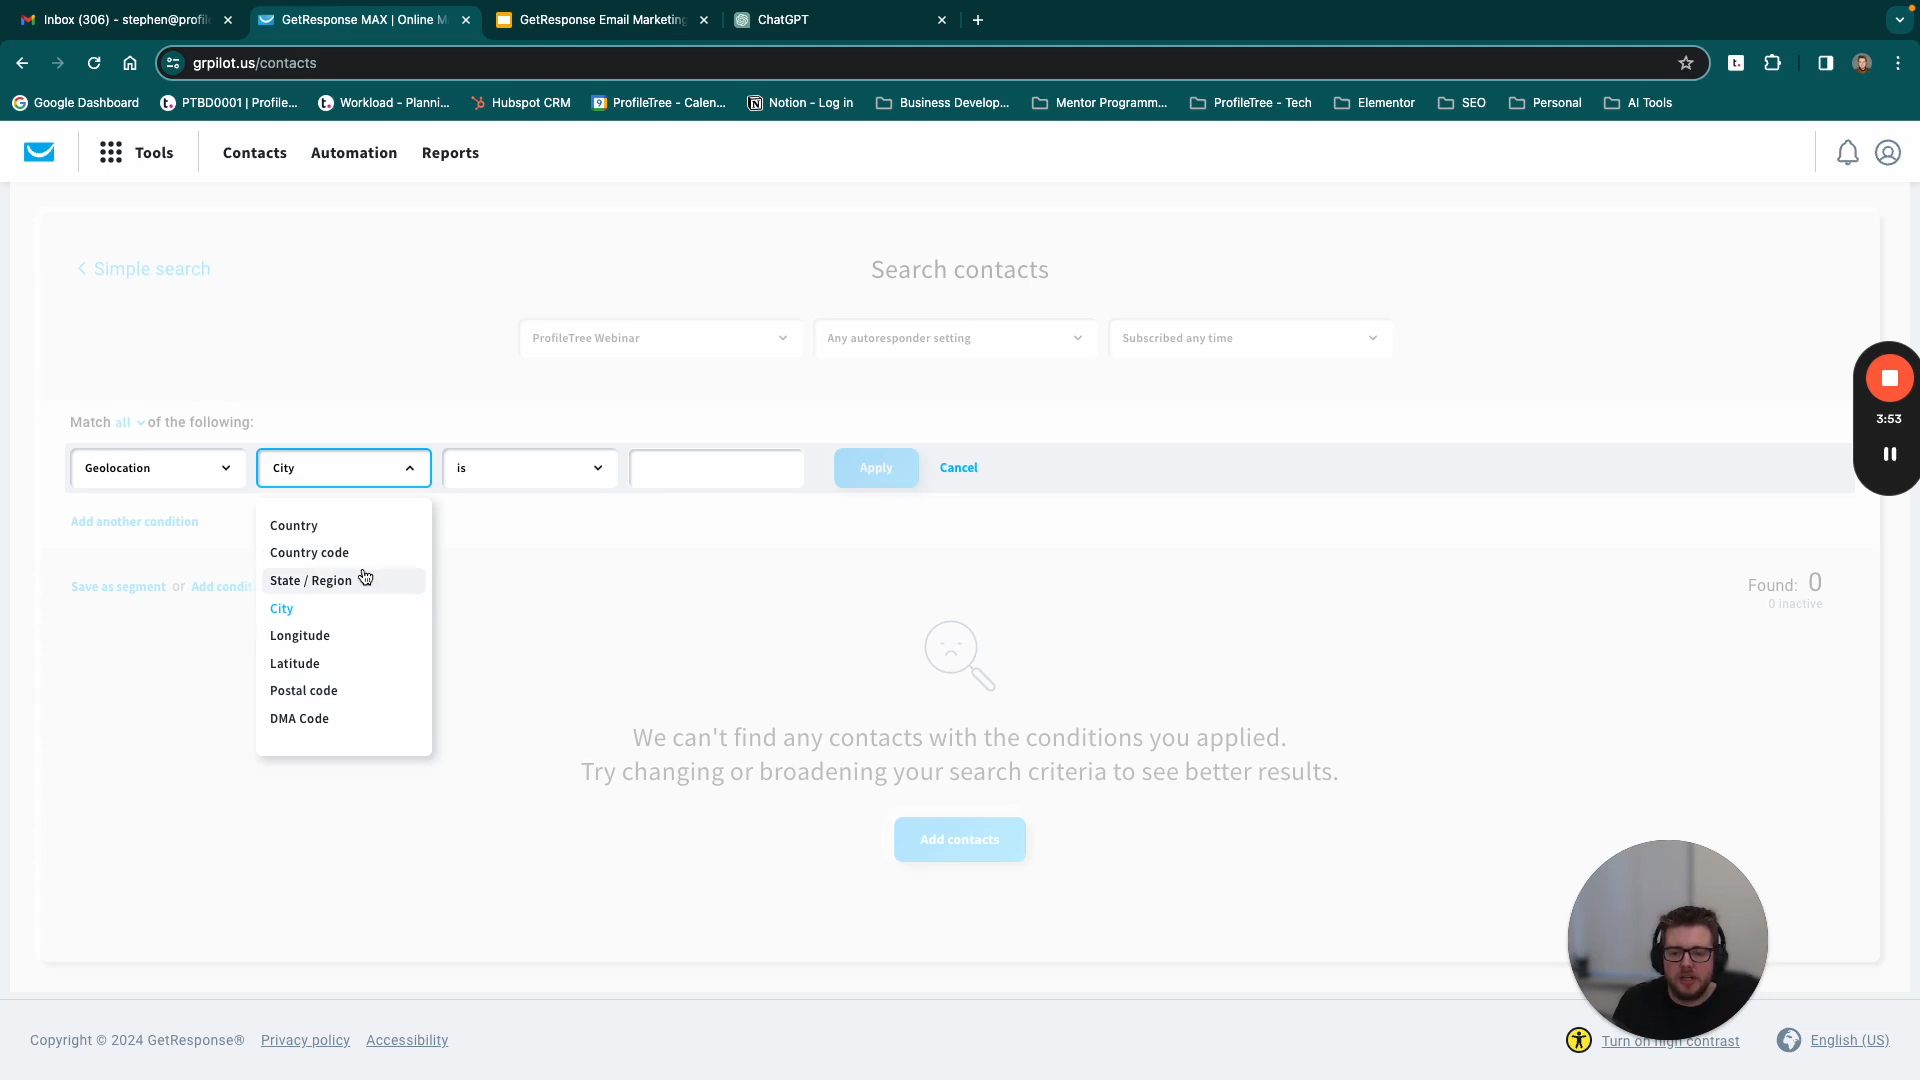 Inbox (306) - stephen@profil
GetResponse MAX | Online M
GetResponse Email Marketing
ChatGPT
grpilot.us/contacts
Google Dashboard
PTBD0001 | Profile...
Workload - Planni...
Hubspot CRM
ProfileTree - Calen...
Notion - Log in
Business Develop...
Mentor Programm...
ProfileTree - Tech
Elementor
SEO
Personal
AI Tools
Tools
Contacts
Automation
Reports
Simple search
Search contacts
ProfileTree Webinar
Any autoresponder setting
Subscribed any time
3:53
Match all of the following:
Geolocation
City
is
Apply
Cancel
Add another condition
Country
Country code
State / Region
City
Longitude
Latitude
Postal code
DMA Code
Save as segment or Add condit
Found: 0
0 inactive
We can't find any contacts with the conditions you applied.
Try changing or broadening your search criteria to see better results.
Add contacts
Copyright © 2024 GetResponse®
Privacy policy
Accessibility
Turn on high contrast
English (US)